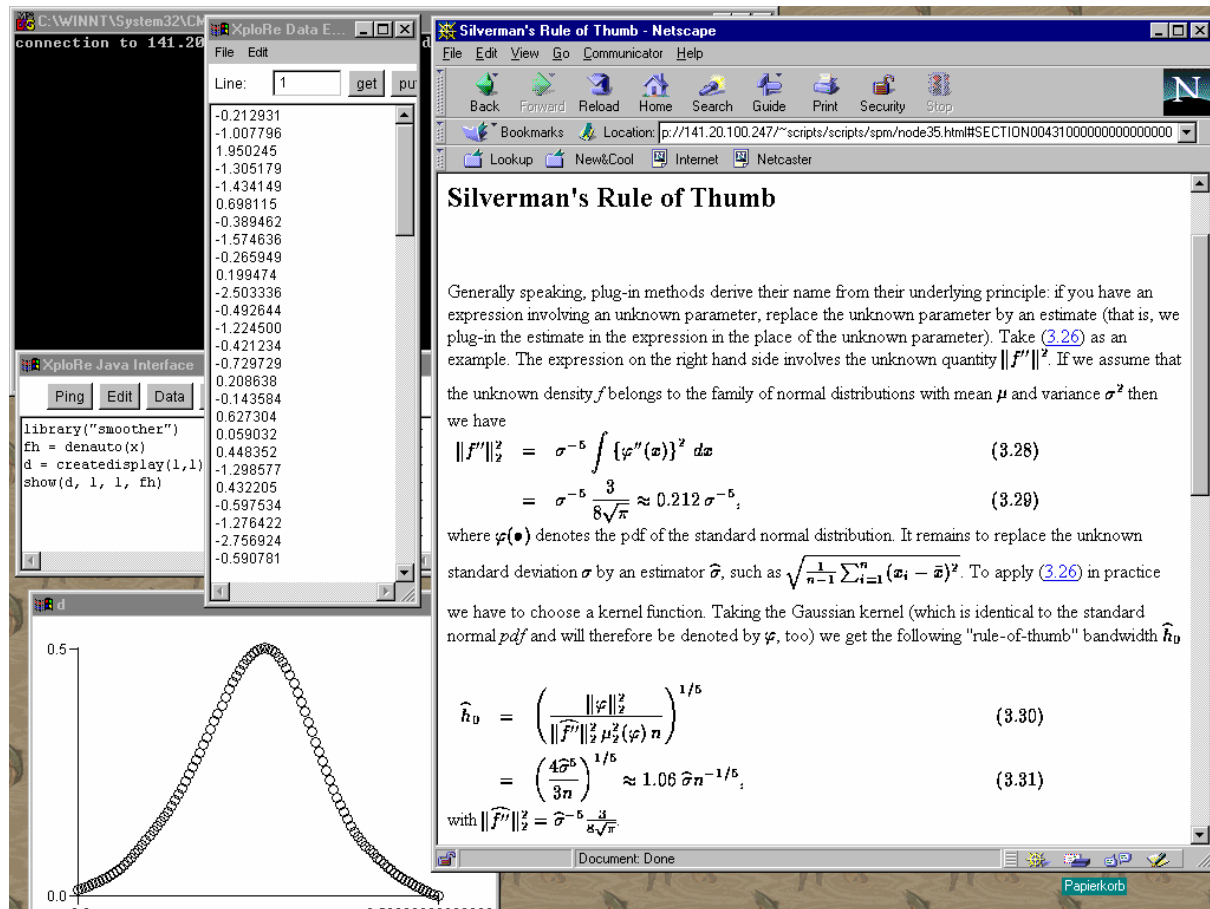 C:\WINNT\System32\CM
connection to 141.20
XploRe Data E...
File Edit
Line: 1 get pu
-0.212931
-1.007796
1.950245
-1.305179
-1.434149
0.698115
-0.389462
-1.574636
-0.265949
0.199474
-2.503336
-0.492644
-1.224500
-0.421234
-0.729729
0.208638
-0.143584
0.627304
0.059032
0.448352
-1.298577
0.432205
-0.597534
-1.276422
-2.756924
-0.590781
XploRe Java Interface
Ping Edit Data
library("smoother")
fh = denauto(x)
d = createdisplay(1,1)
show(d, 1, 1, fh)
d
0.5
0.0
Silverman's Rule of Thumb - Netscape
File Edit View Go Communicator Help
Back Forward Reload Home Search Guide Print Security Stop
N
Bookmarks Location: p://141.20.100.247/~scripts/scripts/spm/node35.html#SECTION00431000000000000000
Lookup New&Cool Internet Netcaster
Silverman's Rule of Thumb
Generally speaking, plug-in methods derive their name from their underlying principle: if you have an
expression involving an unknown parameter, replace the unknown parameter by an estimate (that is, we
plug-in the estimate in the expression in the place of the unknown parameter). Take (3.26) as an
example. The expression on the right hand side involves the unknown quantity ‖f″‖². If we assume that
the unknown density f belongs to the family of normal distributions with mean μ and variance σ² then
we have
‖f″‖₂² = σ⁻⁵ ∫ {φ″(x)}² dx (3.28)
= σ⁻⁵ 3/(8√π) ≈ 0.212 σ⁻⁵, (3.29)
where φ(•) denotes the pdf of the standard normal distribution. It remains to replace the unknown
standard deviation σ by an estimator σ̂, such as √(1/(n−1) ∑ᵢ₌₁ⁿ (xᵢ − x̄)²). To apply (3.26) in practice
we have to choose a kernel function. Taking the Gaussian kernel (which is identical to the standard
normal pdf and will therefore be denoted by φ, too) we get the following "rule-of-thumb" bandwidth ĥ₀
ĥ₀ = (‖φ‖₂² / (‖f̂″‖₂² μ₂²(φ) n))^(1/5) (3.30)
= (4σ̂⁵/3n)^(1/5) ≈ 1.06 σ̂n^(−1/5), (3.31)
with ‖f̂″‖₂² = σ̂⁻⁵ 3/(8√π).
Document: Done
Papierkorb